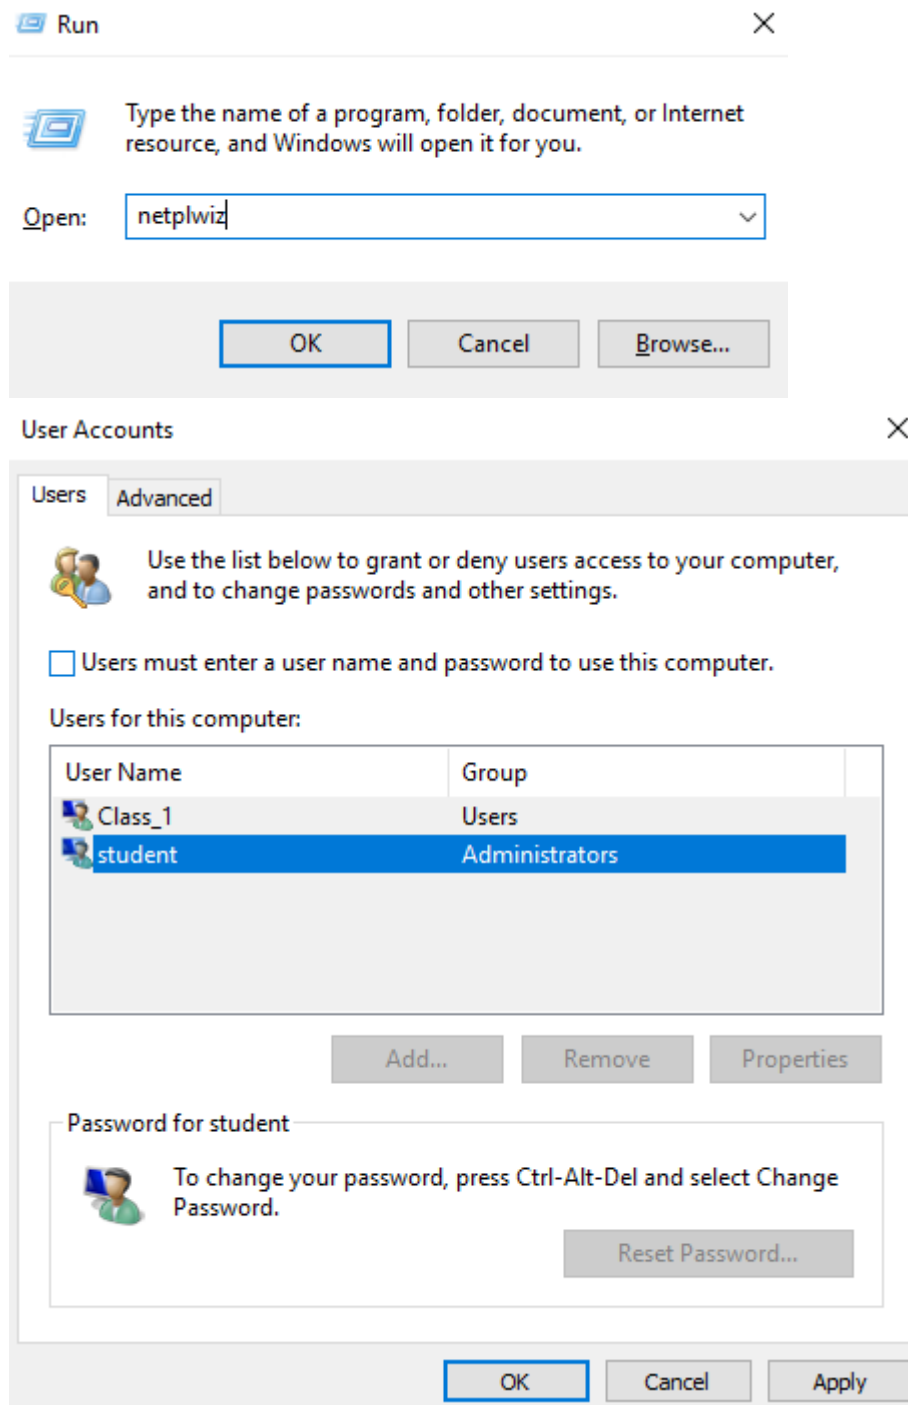 Run
Type the name of a program, folder, document, or Internet
resource, and Windows will open it for you.
Open: netplwiz
OK Cancel Browse...
User Accounts
Users Advanced
Use the list below to grant or deny users access to your computer,
and to change passwords and other settings.
Users must enter a user name and password to use this computer.
Users for this computer:
User Name Group
Class_1 Users
student Administrators
Add... Remove Properties
Password for student
To change your password, press Ctrl-Alt-Del and select Change
Password.
Reset Password...
OK Cancel Apply